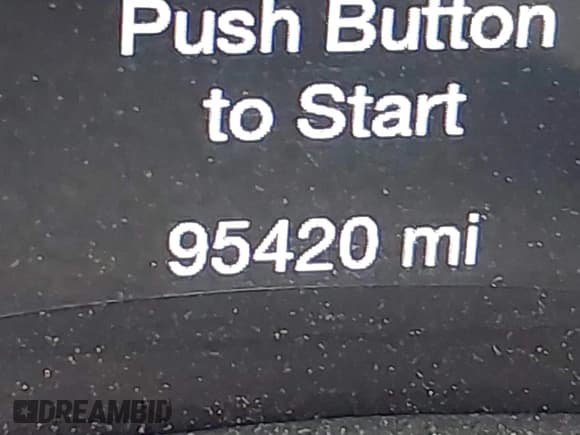 Push Button
to Start
95420 mi
DREAMBID